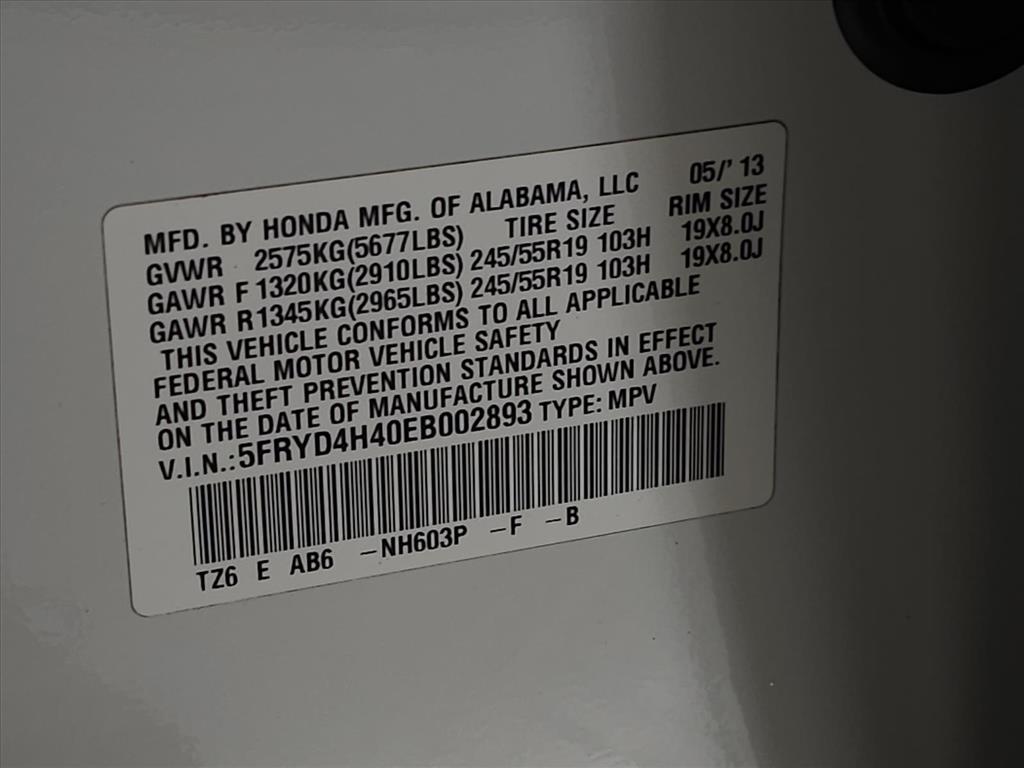 MFD. BY HONDA MFG. OF ALABAMA, LLC 05/' 13
GVWR 2575KG(5677LBS) TIRE SIZE RIM SIZE
GAWR F 1320KG(2910LBS) 245/55R19 103H 19X8.0J
GAWR R1345KG(2965LBS) 245/55R19 103H 19X8.0J
THIS VEHICLE CONFORMS TO ALL APPLICABLE
FEDERAL MOTOR VEHICLE SAFETY
AND THEFT PREVENTION STANDARDS IN EFFECT
ON THE DATE OF MANUFACTURE SHOWN ABOVE.
V.I.N.:5FRYD4H40EB002893 TYPE: MPV
TZ6 E AB6 -NH603P -F -B